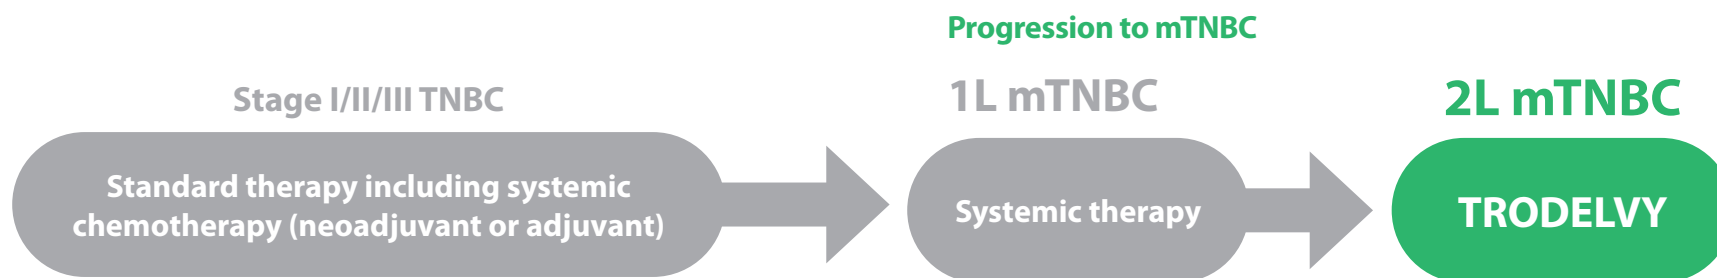 Progression to mTNBC
Stage I/II/III TNBC
1L mTNBC
2L mTNBC
Standard therapy including systemic
chemotherapy (neoadjuvant or adjuvant)
Systemic therapy
TRODELVY